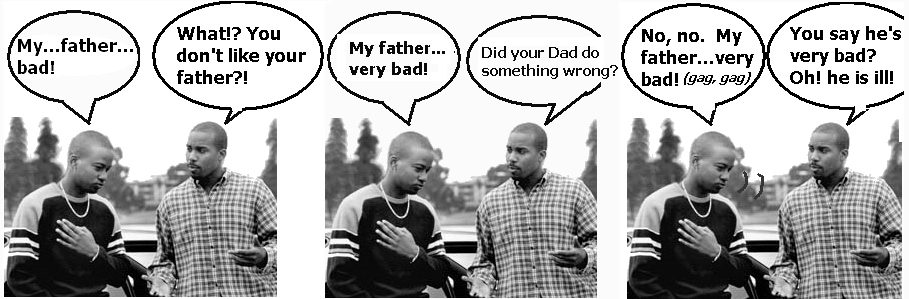 My...father...
bad!
What!? You
don't like your
father?!
My father...
very bad!
Did your Dad do
something wrong?
No, no.  My
father...very
bad! (gag, gag)
You say he's
very bad?
Oh! he is ill!